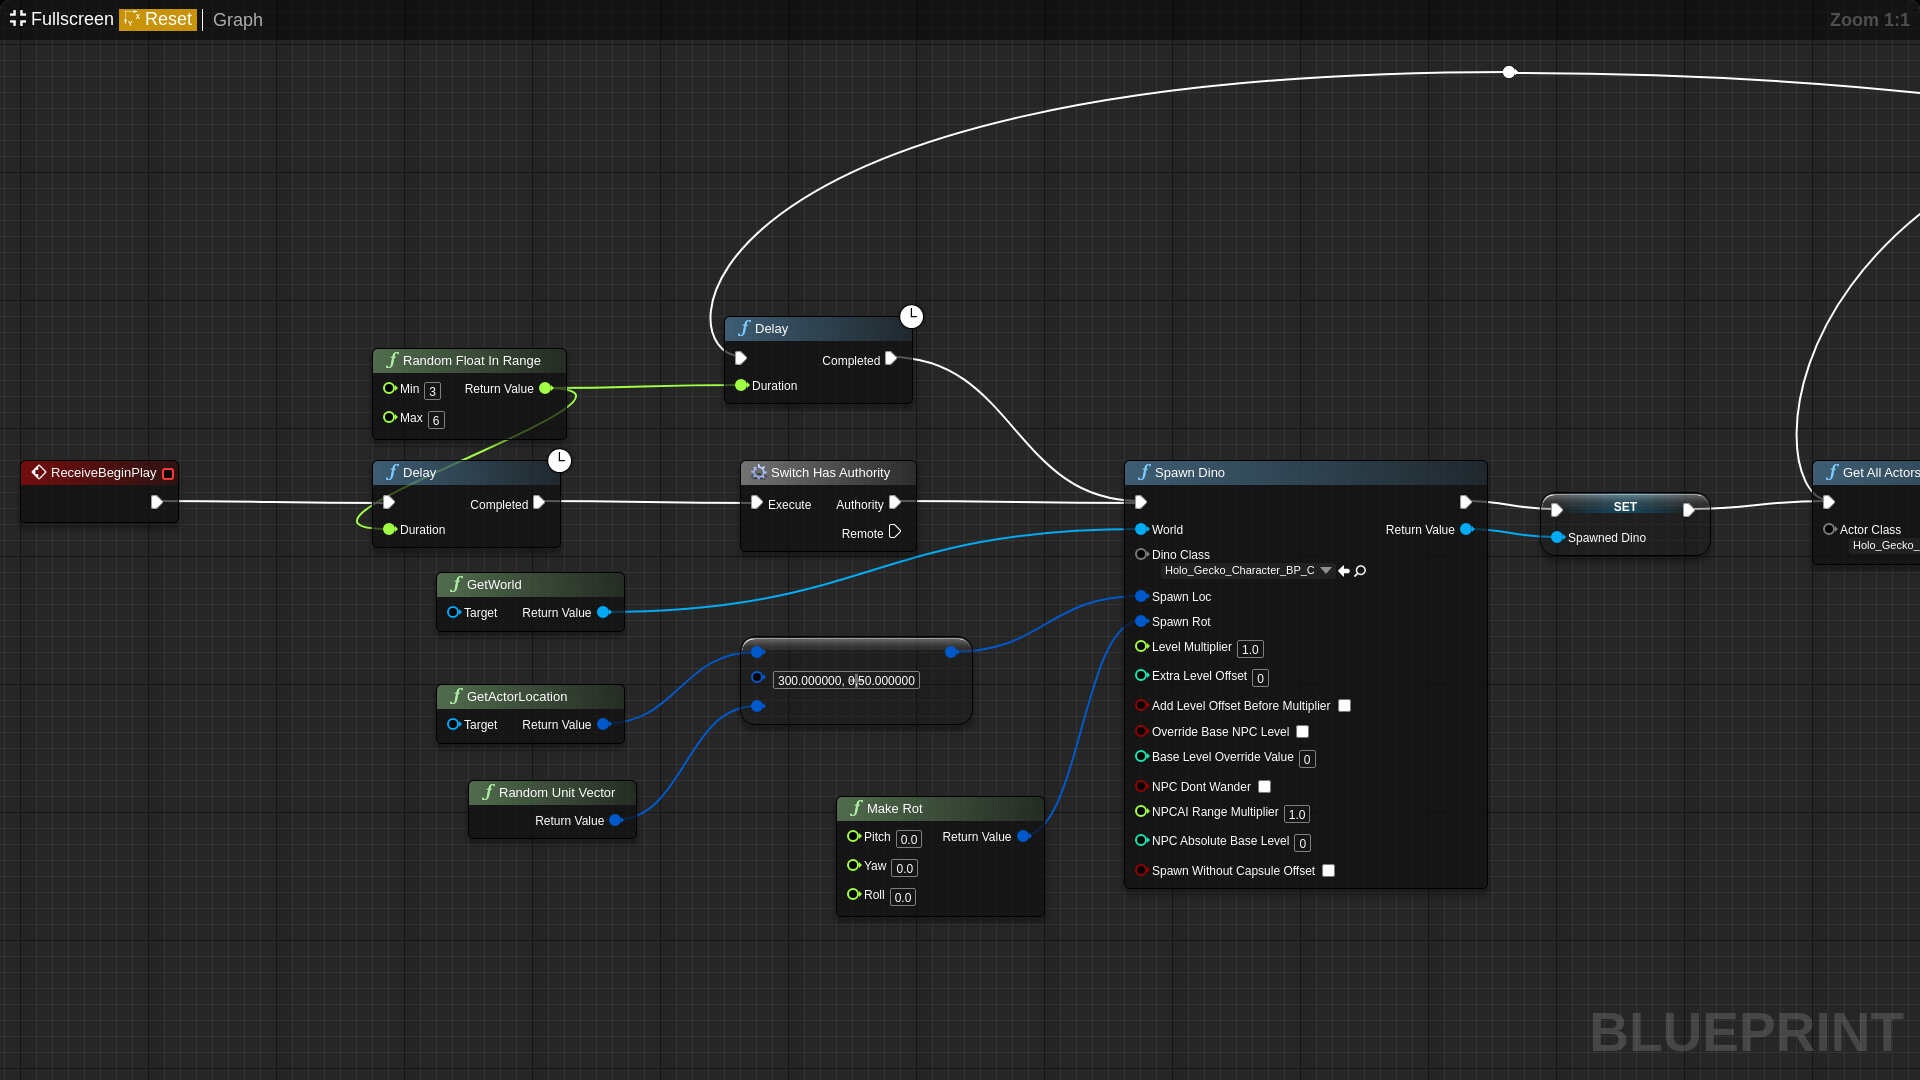 Fullscreen Reset Graph
Zoom 1:1
Delay
Completed
Duration
Random Float In Range
Min 3 Return Value
Max 6
ReceiveBeginPlay
Delay
Completed
Duration
Switch Has Authority
Execute Authority
Remote
Spawn Dino
World Return Value
Dino Class
Holo_Gecko_Character_BP_C
Spawn Loc
Spawn Rot
Level Multiplier 1.0
Extra Level Offset 0
Add Level Offset Before Multiplier
Override Base NPC Level
Base Level Override Value 0
NPC Dont Wander
NPCAI Range Multiplier 1.0
NPC Absolute Base Level 0
Spawn Without Capsule Offset
SET
Spawned Dino
Get All Actors
Actor Class
Holo_Gecko_
GetWorld
Target Return Value
GetActorLocation
Target Return Value
Random Unit Vector
Return Value
Make Rot
Pitch 0.0 Return Value
Yaw 0.0
Roll 0.0
BLUEPRINT